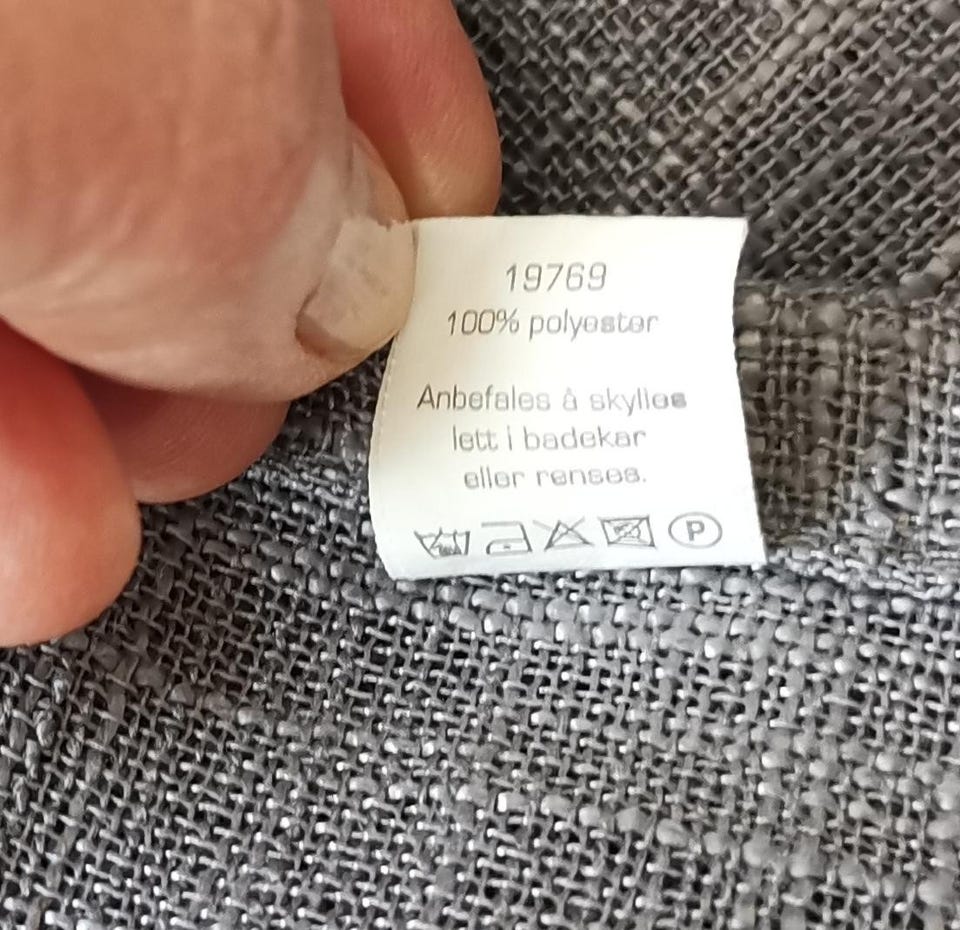 19769
100% polyester
Anbefales å skylles
lett i badekar
eller renses.
P